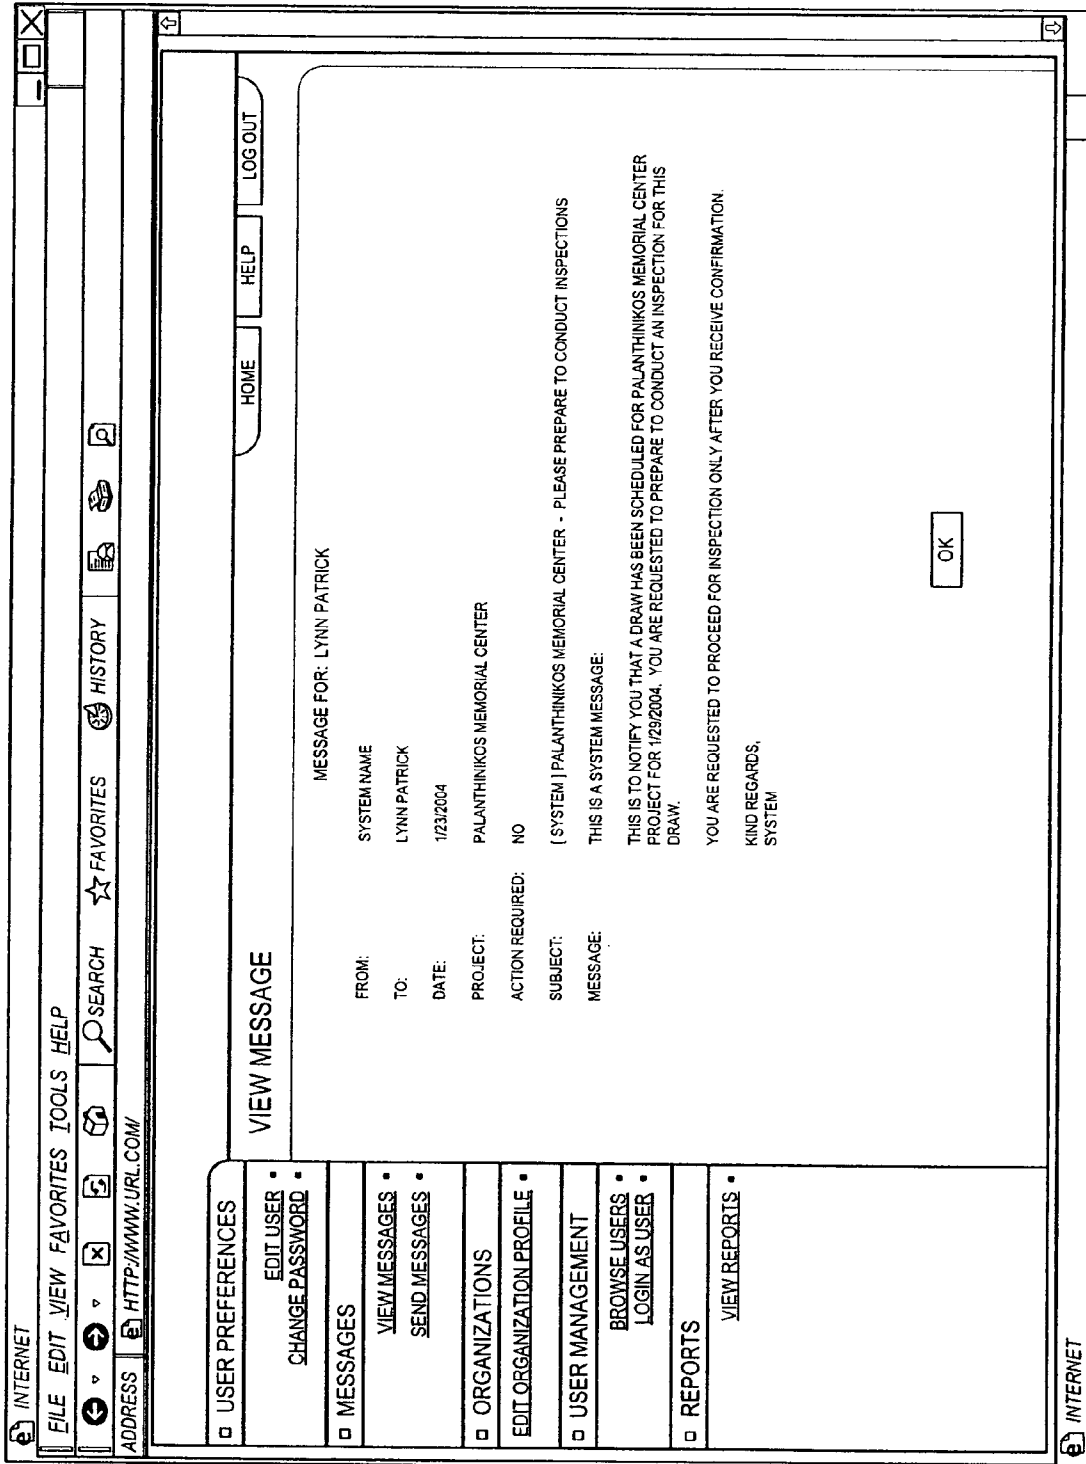 INTERNET
FILE EDIT VIEW FAVORITES TOOLS HELP
SEARCH FAVORITES HISTORY
ADDRESS HTTP://WWW.URL.COM/
HOME HELP LOG OUT
USER PREFERENCES
EDIT USER
CHANGE PASSWORD
MESSAGES
VIEW MESSAGES
SEND MESSAGES
ORGANIZATIONS
EDIT ORGANIZATION PROFILE
USER MANAGEMENT
BROWSE USERS
LOGIN AS USER
REPORTS
VIEW REPORTS
VIEW MESSAGE
MESSAGE FOR: LYNN PATRICK
FROM: SYSTEM NAME
TO: LYNN PATRICK
DATE: 1/23/2004
PROJECT: PALANTHINIKOS MEMORIAL CENTER
ACTION REQUIRED: NO
SUBJECT: [ SYSTEM ] PALANTHINIKOS MEMORIAL CENTER - PLEASE PREPARE TO CONDUCT INSPECTIONS
MESSAGE: THIS IS A SYSTEM MESSAGE:
THIS IS TO NOTIFY YOU THAT A DRAW HAS BEEN SCHEDULED FOR PALANTHINIKOS MEMORIAL CENTER
PROJECT FOR 1/29/2004. YOU ARE REQUESTED TO PREPARE TO CONDUCT AN INSPECTION FOR THIS
DRAW.
YOU ARE REQUESTED TO PROCEED FOR INSPECTION ONLY AFTER YOU RECEIVE CONFIRMATION.
KIND REGARDS,
SYSTEM
OK
INTERNET